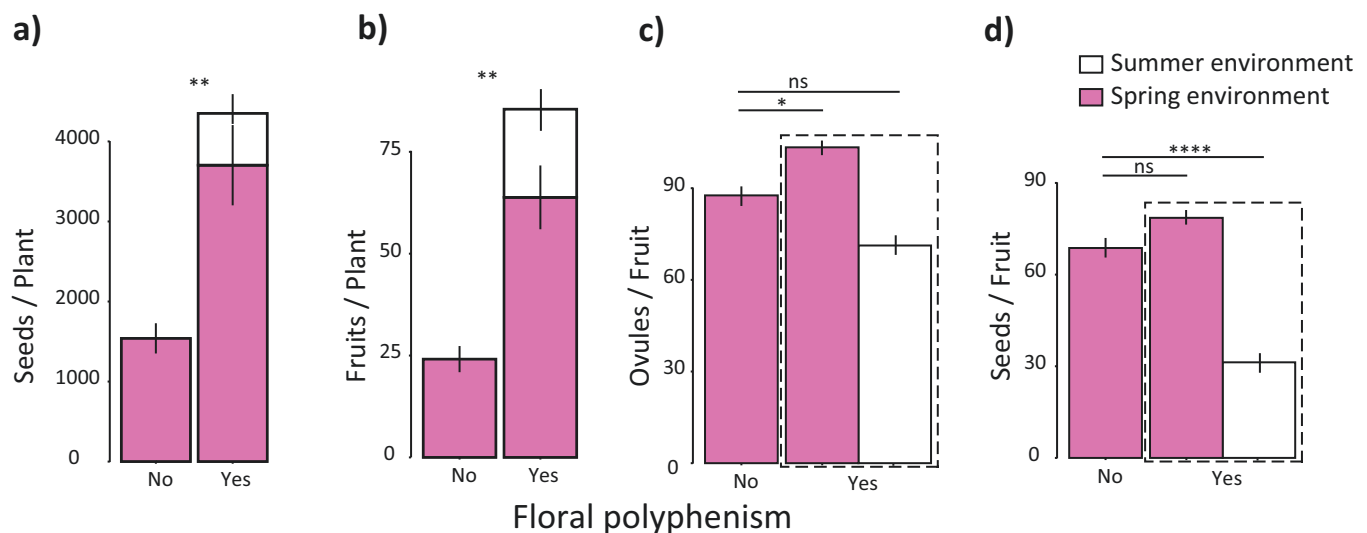 a)
**
Seeds / Plant
4000
3000
2000
1000
0
No
Yes
b)
**
Fruits / Plant
75
50
25
0
No
Yes
c)
ns
*
Ovules / Fruit
90
60
30
0
No
Yes
d)
Summer environment
Spring environment
****
ns
Seeds / Fruit
90
60
30
0
No
Yes
Floral polyphenism